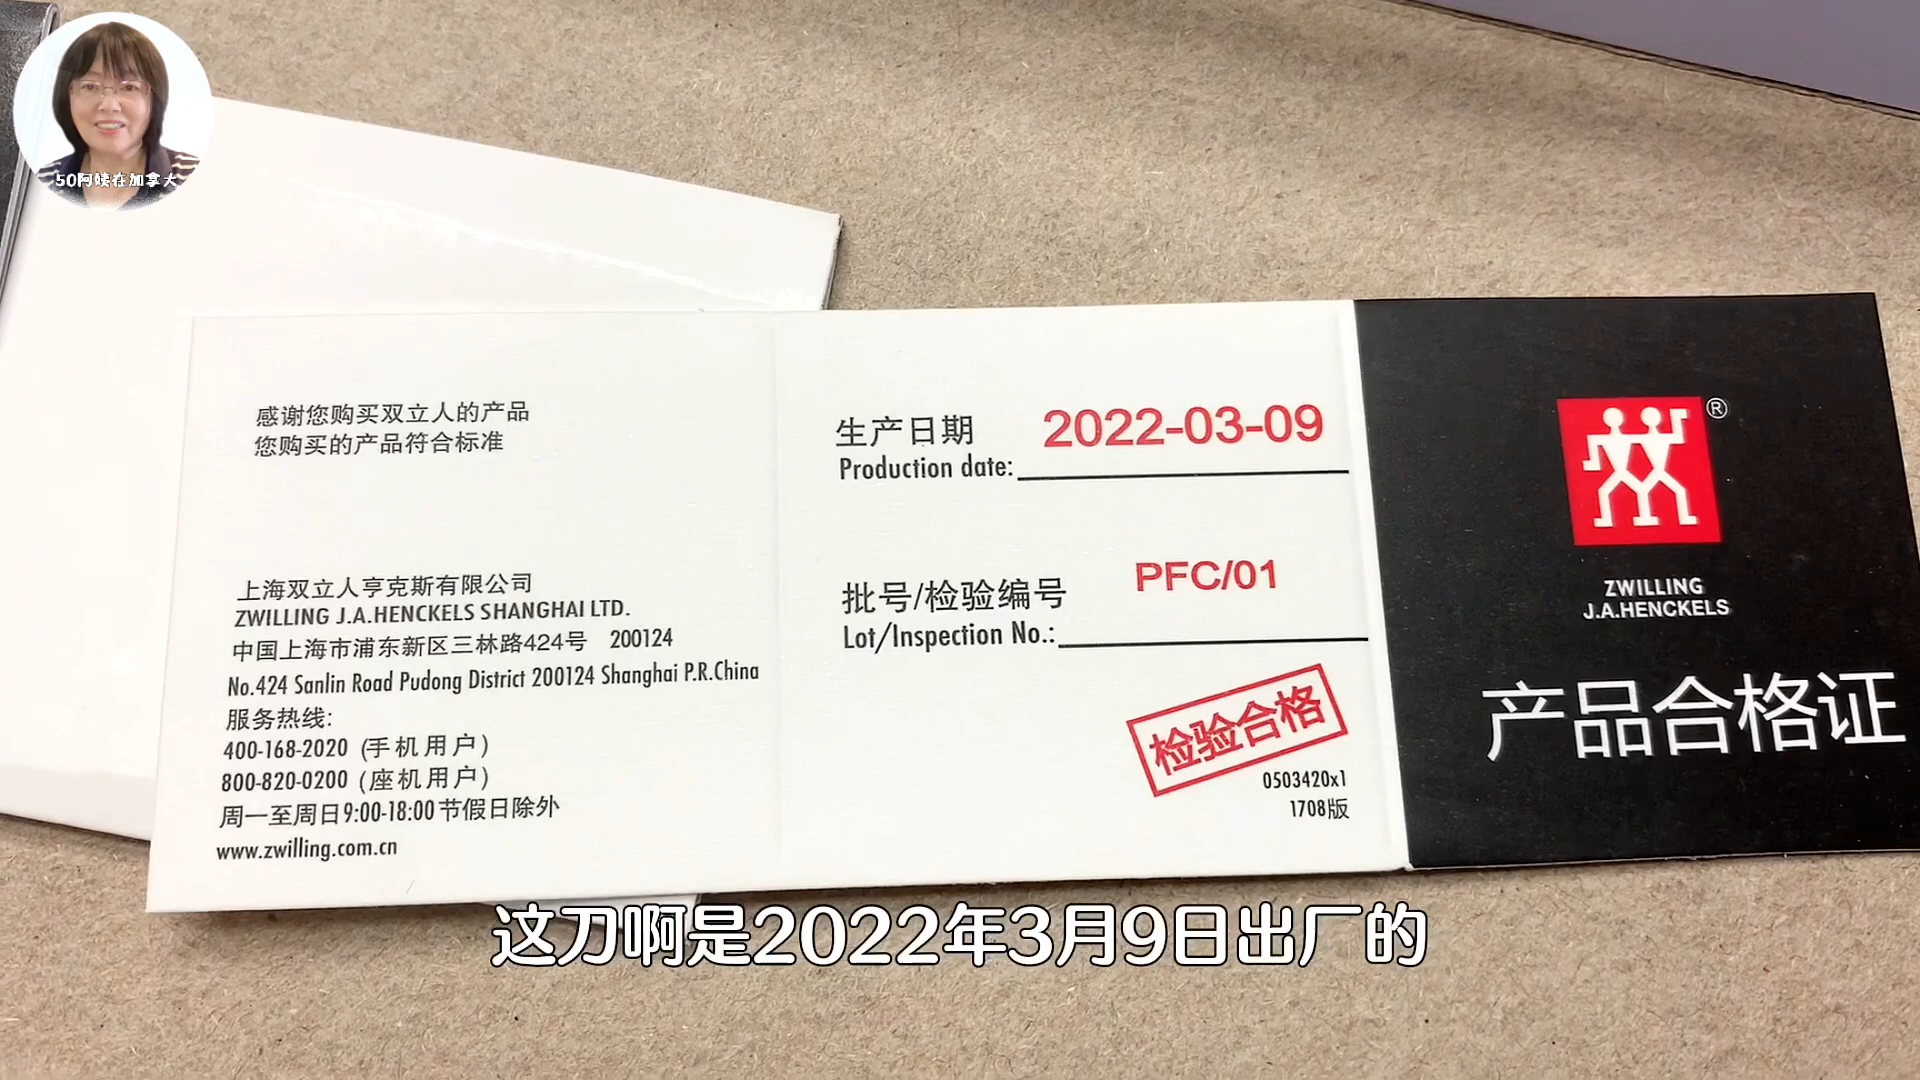 50阿姨在加拿大
感谢您购买双立人的产品
您购买的产品符合标准
上海双立人亨克斯有限公司
ZWILLING J.A.HENCKELS SHANGHAI LTD.
中国上海市浦东新区三林路424号 200124
No.424 Sanlin Road Pudong District 200124 Shanghai P.R.China
服务热线:
400-168-2020 (手机用户)
800-820-0200 (座机用户)
周一至周日9:00-18:00节假日除外
www.zwilling.com.cn
生产日期 2022-03-09
Production date:
批号/检验编号 PFC/01
Lot/Inspection No.:
检验合格
0503420x1
1708版
®
ZWILLING
J.A.HENCKELS
产品合格证
这刀啊是2022年3月9日出厂的